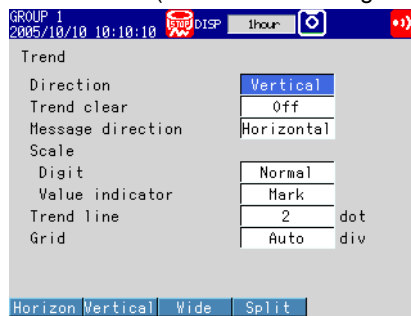 GROUP 1
2005/10/10 10:10:10 STOP DISP 1hour
Trend
Direction Vertical
Trend clear Off
Message direction Horizontal
Scale
Digit Normal
Value indicator Mark
Trend line 2 dot
Grid Auto div
Horizon Vertical Wide Split